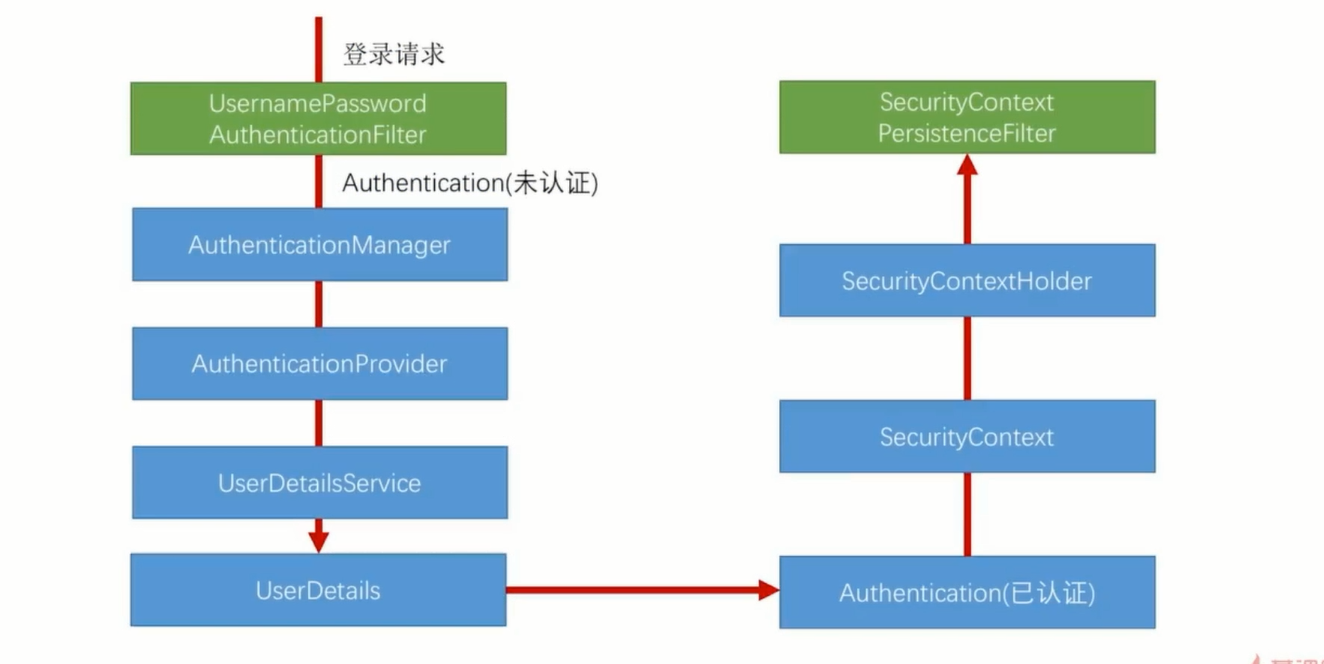 登录请求
UsernamePassword
AuthenticationFilter
Authentication(未认证)
AuthenticationManager
AuthenticationProvider
UserDetailsService
UserDetails
SecurityContext
PersistenceFilter
SecurityContextHolder
SecurityContext
Authentication(已认证)